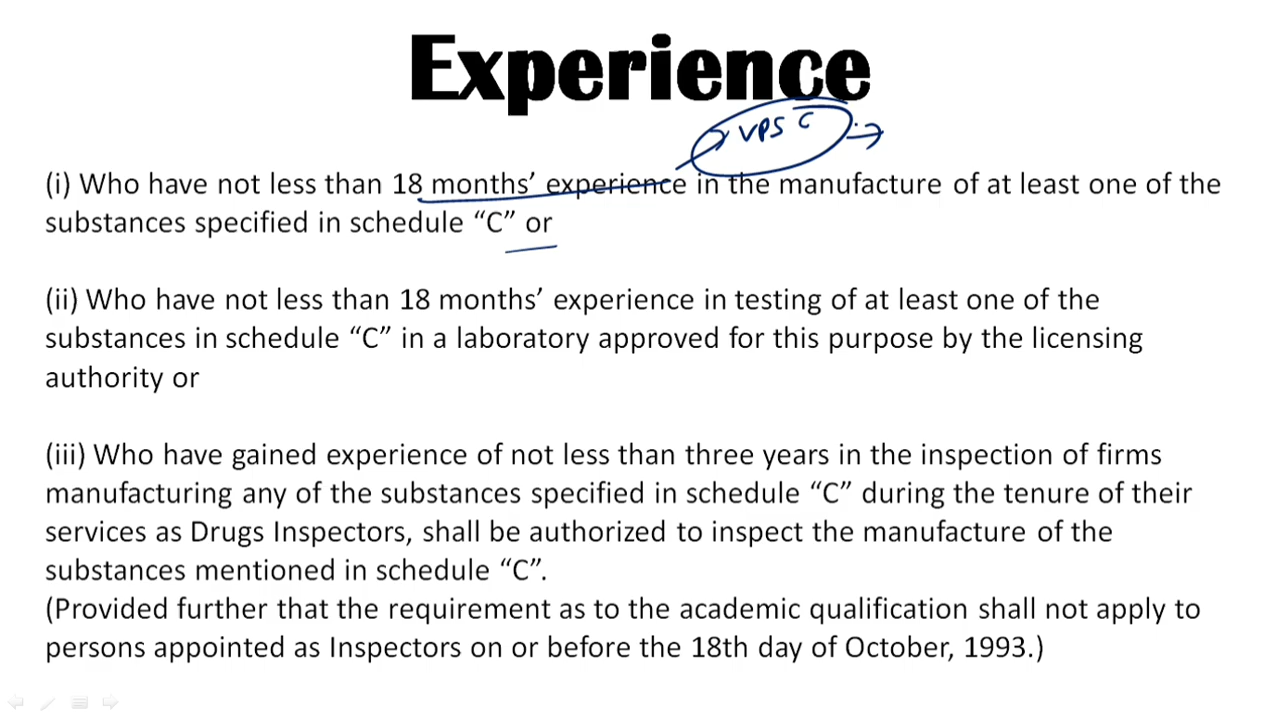 Experience
VPS C
(i) Who have not less than 18 months’ experience in the manufacture of at least one of the
substances specified in schedule “C” or
(ii) Who have not less than 18 months’ experience in testing of at least one of the
substances in schedule “C” in a laboratory approved for this purpose by the licensing
authority or
(iii) Who have gained experience of not less than three years in the inspection of firms
manufacturing any of the substances specified in schedule “C” during the tenure of their
services as Drugs Inspectors, shall be authorized to inspect the manufacture of the
substances mentioned in schedule “C”.
(Provided further that the requirement as to the academic qualification shall not apply to
persons appointed as Inspectors on or before the 18th day of October, 1993.)